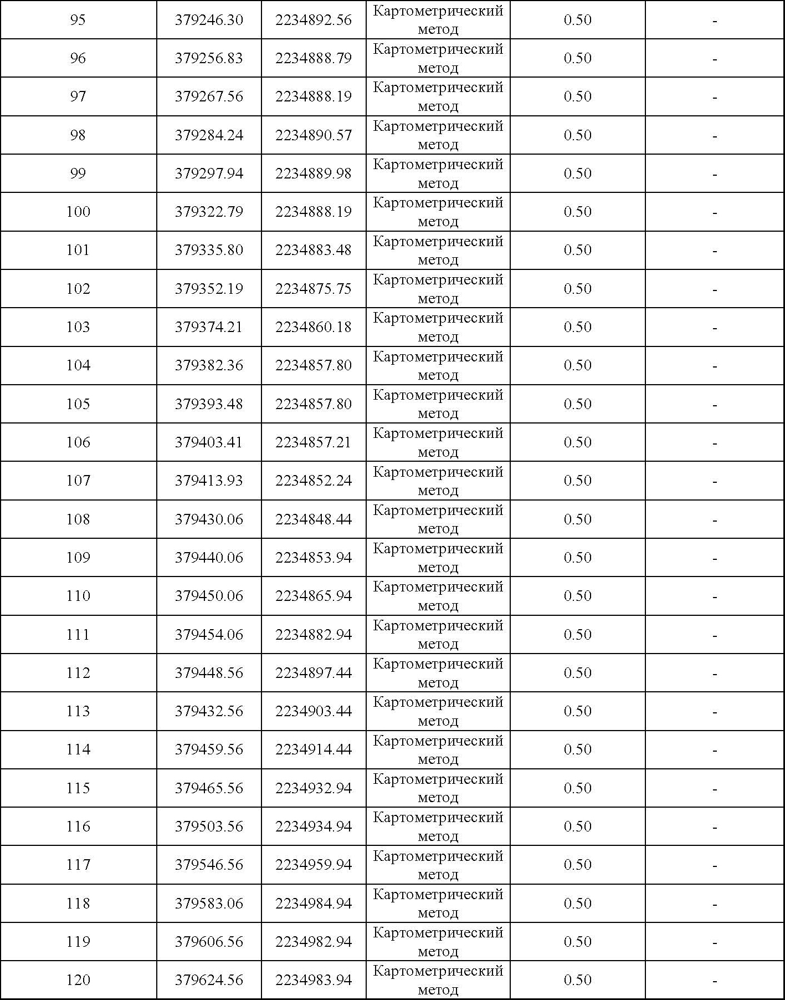 95 379246.30 2234892.56 Картометрический метод 0.50 -
96 379256.83 2234888.79 Картометрический метод 0.50 -
97 379267.56 2234888.19 Картометрический метод 0.50 -
98 379284.24 2234890.57 Картометрический метод 0.50 -
99 379297.94 2234889.98 Картометрический метод 0.50 -
100 379322.79 2234888.19 Картометрический метод 0.50 -
101 379335.80 2234883.48 Картометрический метод 0.50 -
102 379352.19 2234875.75 Картометрический метод 0.50 -
103 379374.21 2234860.18 Картометрический метод 0.50 -
104 379382.36 2234857.80 Картометрический метод 0.50 -
105 379393.48 2234857.80 Картометрический метод 0.50 -
106 379403.41 2234857.21 Картометрический метод 0.50 -
107 379413.93 2234852.24 Картометрический метод 0.50 -
108 379430.06 2234848.44 Картометрический метод 0.50 -
109 379440.06 2234853.94 Картометрический метод 0.50 -
110 379450.06 2234865.94 Картометрический метод 0.50 -
111 379454.06 2234882.94 Картометрический метод 0.50 -
112 379448.56 2234897.44 Картометрический метод 0.50 -
113 379432.56 2234903.44 Картометрический метод 0.50 -
114 379459.56 2234914.44 Картометрический метод 0.50 -
115 379465.56 2234932.94 Картометрический метод 0.50 -
116 379503.56 2234934.94 Картометрический метод 0.50 -
117 379546.56 2234959.94 Картометрический метод 0.50 -
118 379583.06 2234984.94 Картометрический метод 0.50 -
119 379606.56 2234982.94 Картометрический метод 0.50 -
120 379624.56 2234983.94 Картометрический метод 0.50 -